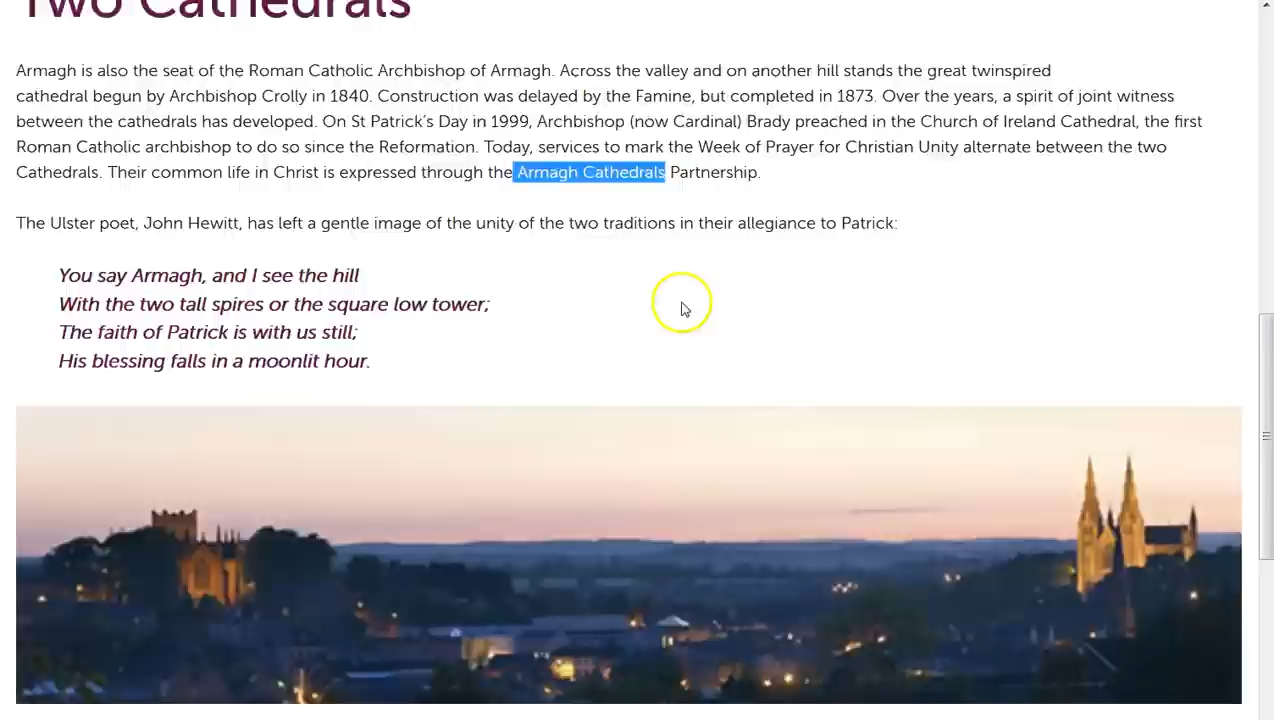 Two Cathedrals
Armagh is also the seat of the Roman Catholic Archbishop of Armagh. Across the valley and on another hill stands the great twinspired
cathedral begun by Archbishop Crolly in 1840. Construction was delayed by the Famine, but completed in 1873. Over the years, a spirit of joint witness
between the cathedrals has developed. On St Patrick’s Day in 1999, Archbishop (now Cardinal) Brady preached in the Church of Ireland Cathedral, the first
Roman Catholic archbishop to do so since the Reformation. Today, services to mark the Week of Prayer for Christian Unity alternate between the two
Cathedrals. Their common life in Christ is expressed through the Armagh Cathedrals Partnership.
The Ulster poet, John Hewitt, has left a gentle image of the unity of the two traditions in their allegiance to Patrick:
You say Armagh, and I see the hill
With the two tall spires or the square low tower;
The faith of Patrick is with us still;
His blessing falls in a moonlit hour.